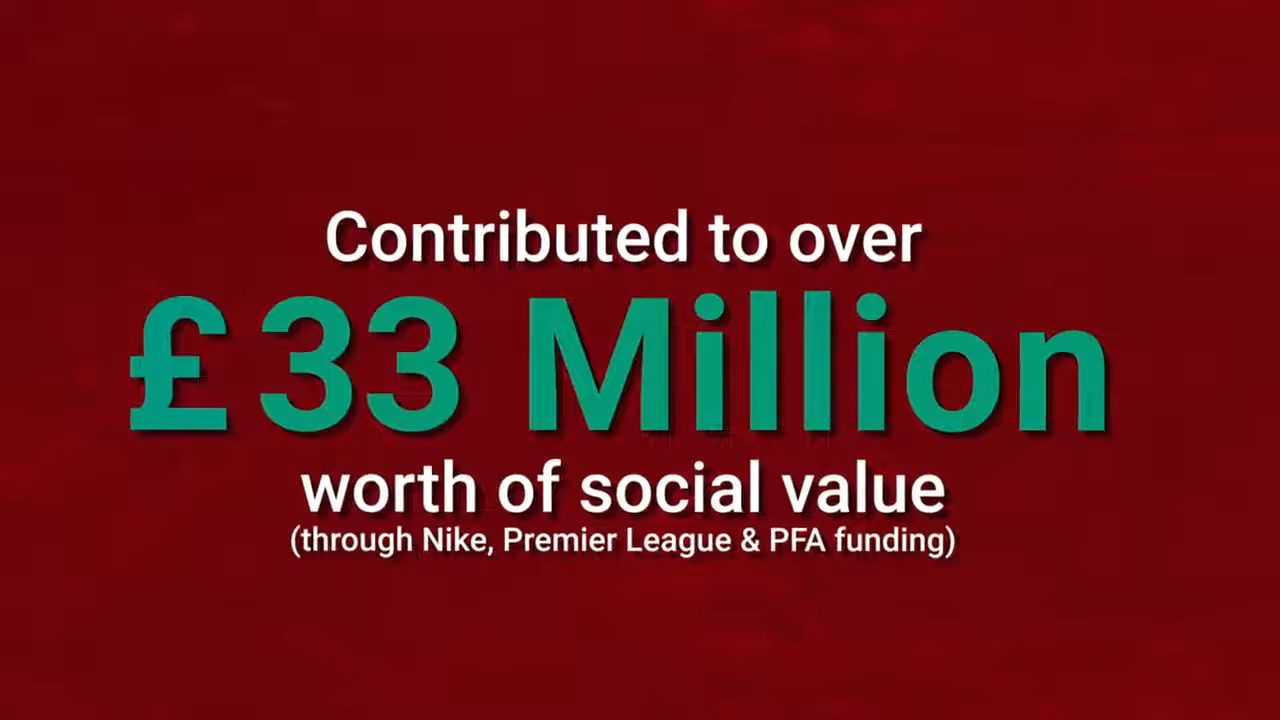 Contributed to over
£33 Million
worth of social value
(through Nike, Premier League & PFA funding)